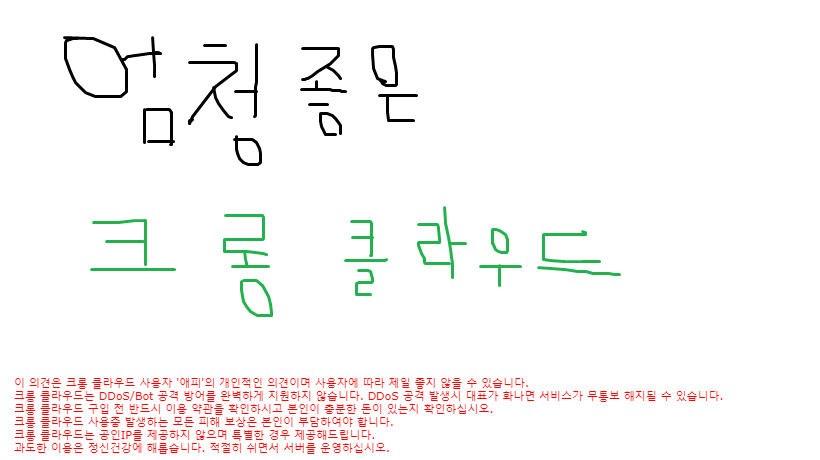 엄청좋은
크롱 클라우드
이 의견은 크롱 클라우드 사용자 '애피'의 개인적인 의견이며 사용자에 따라 제일 좋지 않을 수 있습니다.
크롱 클라우드는 DDoS/Bot 공격 방어를 완벽하게 지원하지 않습니다. DDoS 공격 발생시 대표가 화나면 서비스가 무통보 해지될 수 있습니다.
크롱 클라우드 구입 전 반드시 이용 약관을 확인하시고 본인이 충분한 돈이 있는지 확인하십시오.
크롱 클라우드 사용중 발생하는 모든 피해 보상은 본인이 부담하여야 합니다.
크롱 클라우드는 공인IP를 제공하지 않으며 특별한 경우 제공해드립니다.
과도한 이용은 정신건강에 해롭습니다. 적절히 쉬면서 서버를 운영하십시오.